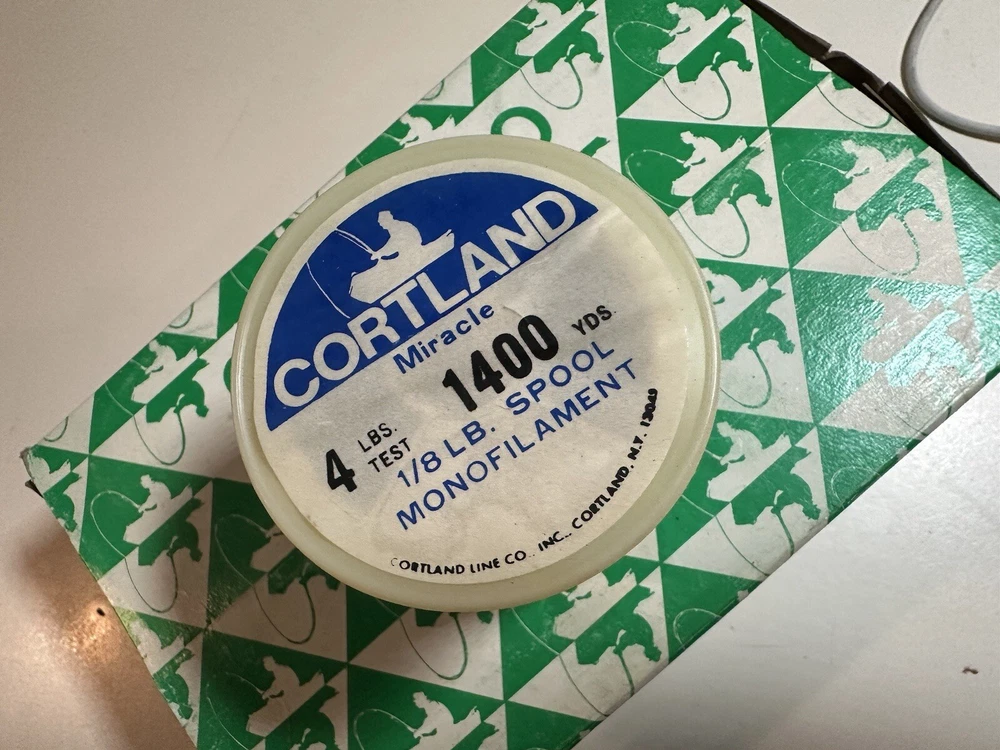 CORTLAND
Miracle
1400 YDS.
4 LBS. TEST
1/8 LB. SPOOL
MONOFILAMENT
CORTLAND LINE CO., INC., CORTLAND, N.Y. 13045